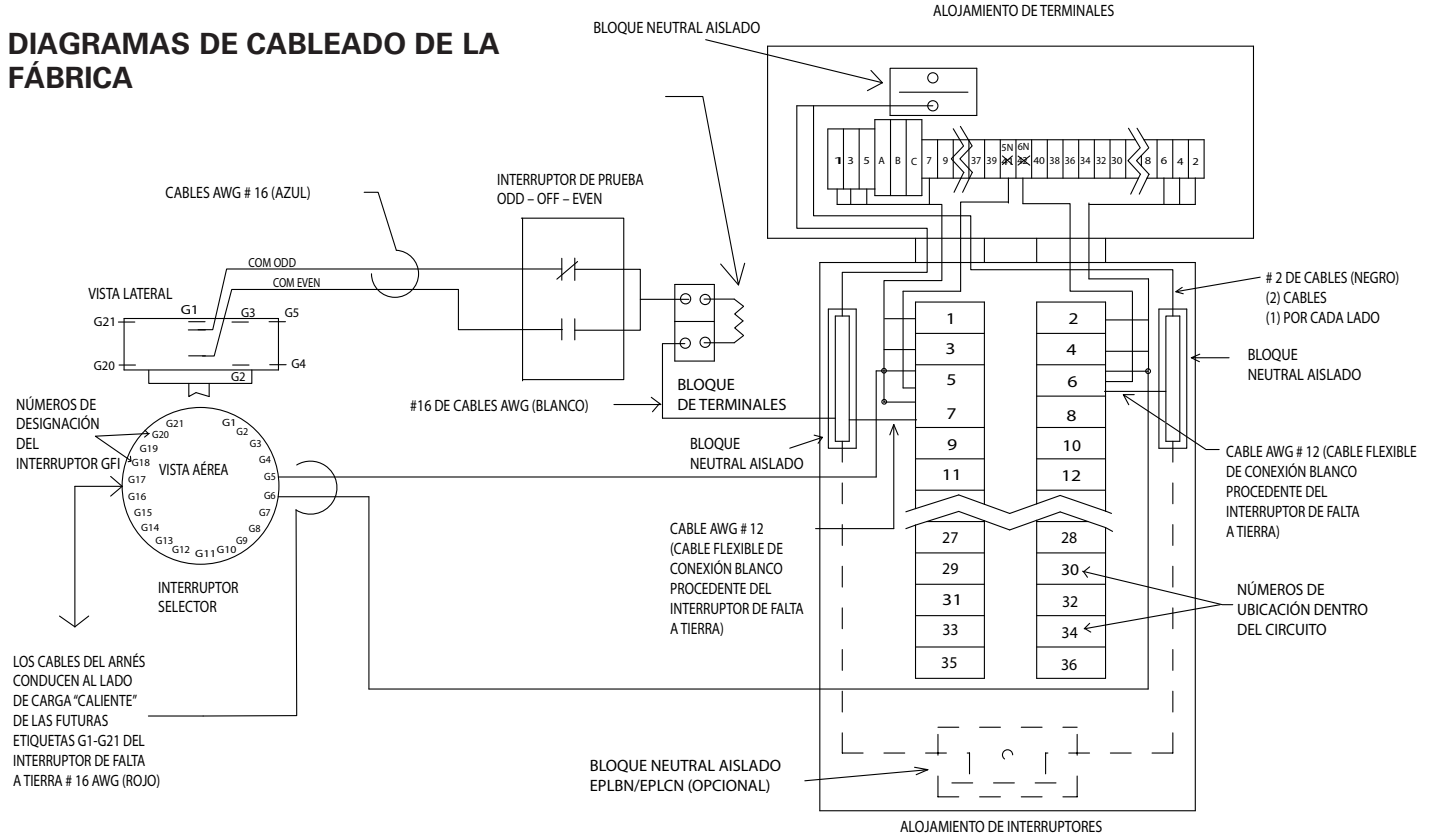 DIAGRAMAS DE CABLEADO DE LA
FÁBRICA
BLOQUE NEUTRAL AISLADO
ALOJAMIENTO DE TERMINALES
1 3 5 A B C 7 9 37 39 5N 6N 40 38 36 34 32 30 8 6 4 2
CABLES AWG # 16 (AZUL)
INTERRUPTOR DE PRUEBA
ODD – OFF – EVEN
COM ODD
COM EVEN
VISTA LATERAL
G21
G1
G3
G5
G20
G2
G4
NÚMEROS DE
DESIGNACIÓN
DEL
INTERRUPTOR GFI
VISTA AÉREA
G1
G2
G3
G4
G5
G6
G7
G8
G9
G10
G11
G12
G13
G14
G15
G16
G17
G18
G19
G20
G21
INTERRUPTOR
SELECTOR
LOS CABLES DEL ARNÉS
CONDUCEN AL LADO
DE CARGA “CALIENTE”
DE LAS FUTURAS
ETIQUETAS G1-G21 DEL
INTERRUPTOR DE FALTA
A TIERRA # 16 AWG (ROJO)
#16 DE CABLES AWG (BLANCO)
BLOQUE
DE TERMINALES
BLOQUE
NEUTRAL AISLADO
CABLE AWG # 12
(CABLE FLEXIBLE DE
CONEXIÓN BLANCO
PROCEDENTE DEL
INTERRUPTOR DE FALTA
A TIERRA)
1 2
3 4
5 6
7 8
9 10
11 12
27 28
29 30
31 32
33 34
35 36
# 2 DE CABLES (NEGRO)
(2) CABLES
(1) POR CADA LADO
BLOQUE
NEUTRAL AISLADO
CABLE AWG # 12 (CABLE FLEXIBLE
DE CONEXIÓN BLANCO
PROCEDENTE DEL
INTERRUPTOR DE FALTA
A TIERRA)
NÚMEROS DE
UBICACIÓN DENTRO
DEL CIRCUITO
BLOQUE NEUTRAL AISLADO
EPLBN/EPLCN (OPCIONAL)
ALOJAMIENTO DE INTERRUPTORES